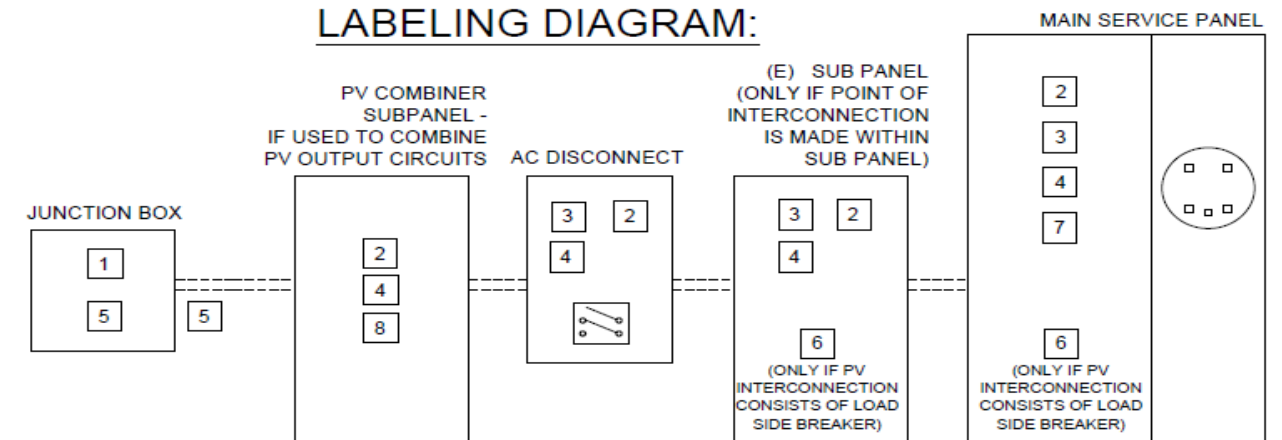 LABELING DIAGRAM:
MAIN SERVICE PANEL
(E) SUB PANEL
(ONLY IF POINT OF
INTERCONNECTION
IS MADE WITHIN
SUB PANEL)
PV COMBINER
SUBPANEL -
IF USED TO COMBINE
PV OUTPUT CIRCUITS
AC DISCONNECT
JUNCTION BOX
1
5
5
2
4
8
3 2
4
3 2
4
6
(ONLY IF PV
INTERCONNECTION
CONSISTS OF LOAD
SIDE BREAKER)
2
3
4
7
6
(ONLY IF PV
INTERCONNECTION
CONSISTS OF LOAD
SIDE BREAKER)